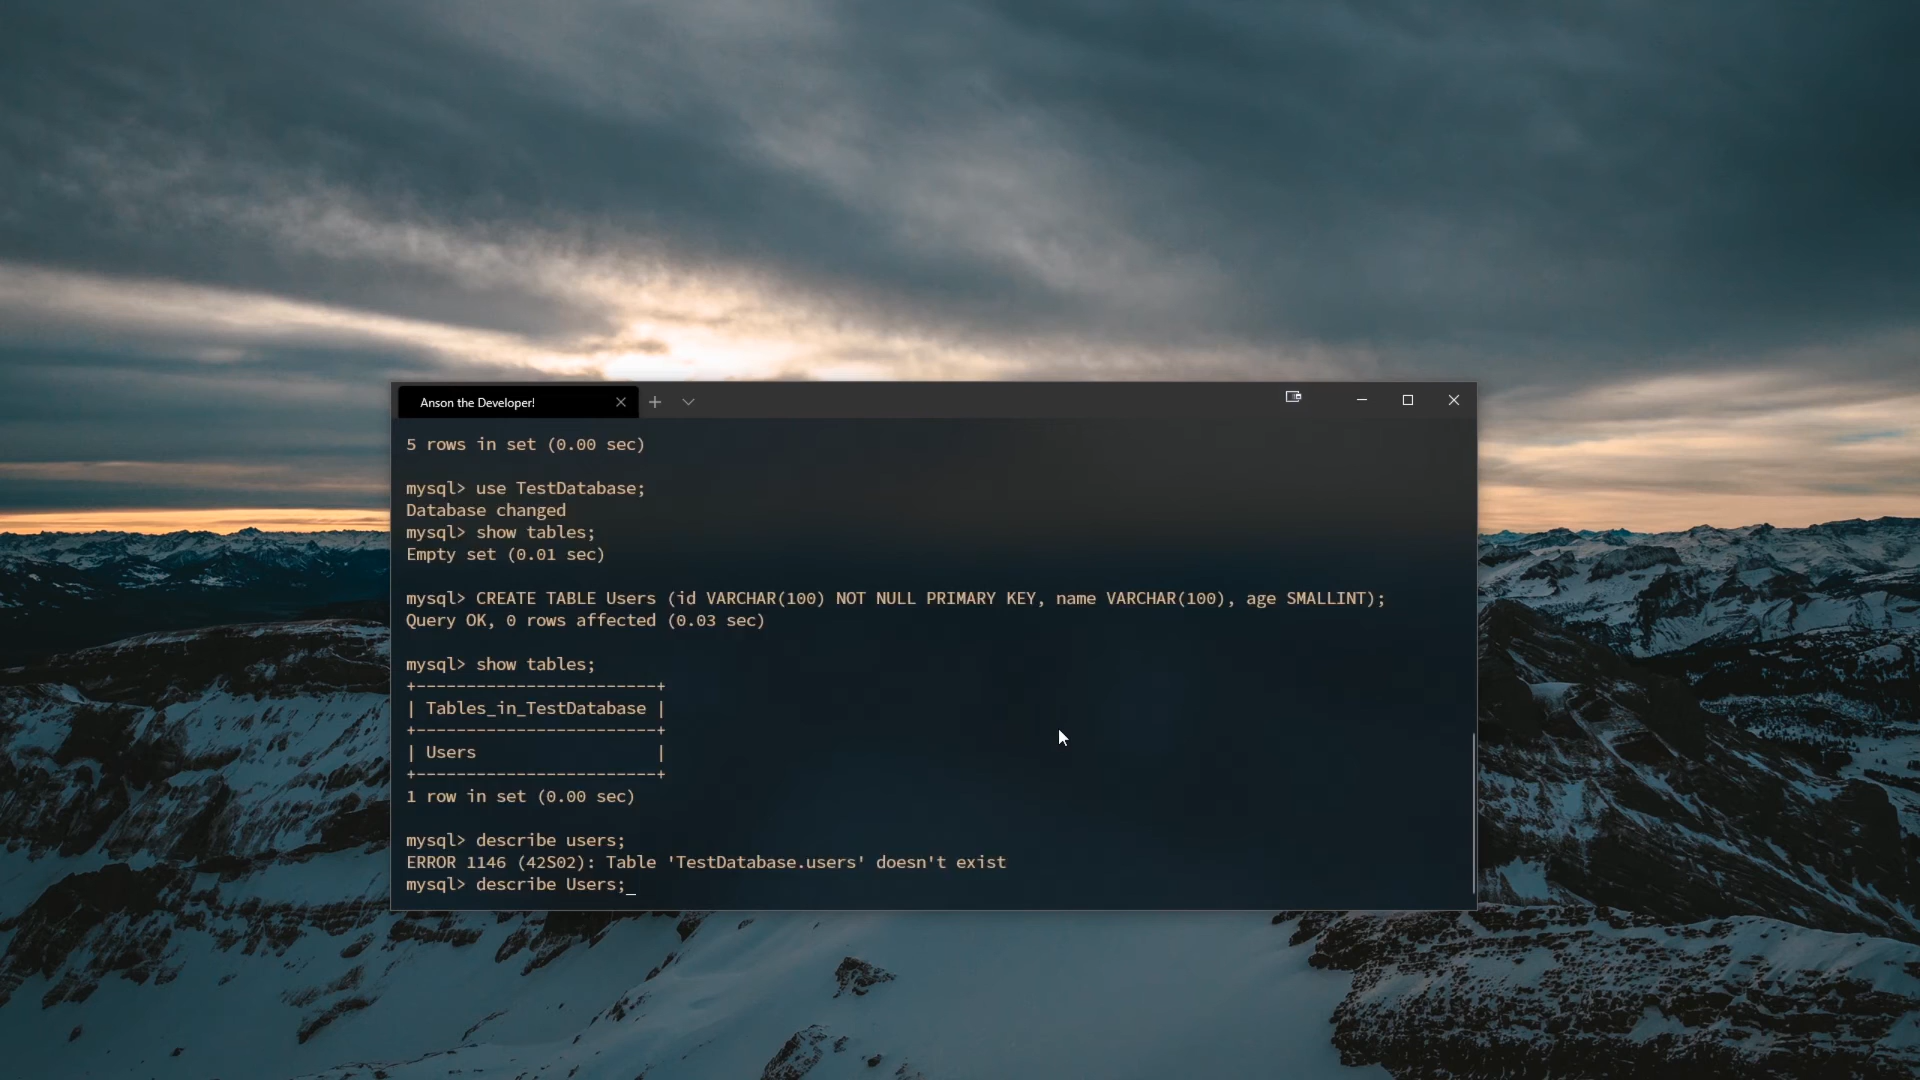 Anson the Developer!
5 rows in set (0.00 sec)
mysql> use TestDatabase;
Database changed
mysql> show tables;
Empty set (0.01 sec)
mysql> CREATE TABLE Users (id VARCHAR(100) NOT NULL PRIMARY KEY, name VARCHAR(100), age SMALLINT);
Query OK, 0 rows affected (0.03 sec)
mysql> show tables;
+------------------------+
| Tables_in_TestDatabase |
+------------------------+
| Users                  |
+------------------------+
1 row in set (0.00 sec)
mysql> describe users;
ERROR 1146 (42S02): Table 'TestDatabase.users' doesn't exist
mysql> describe Users;_